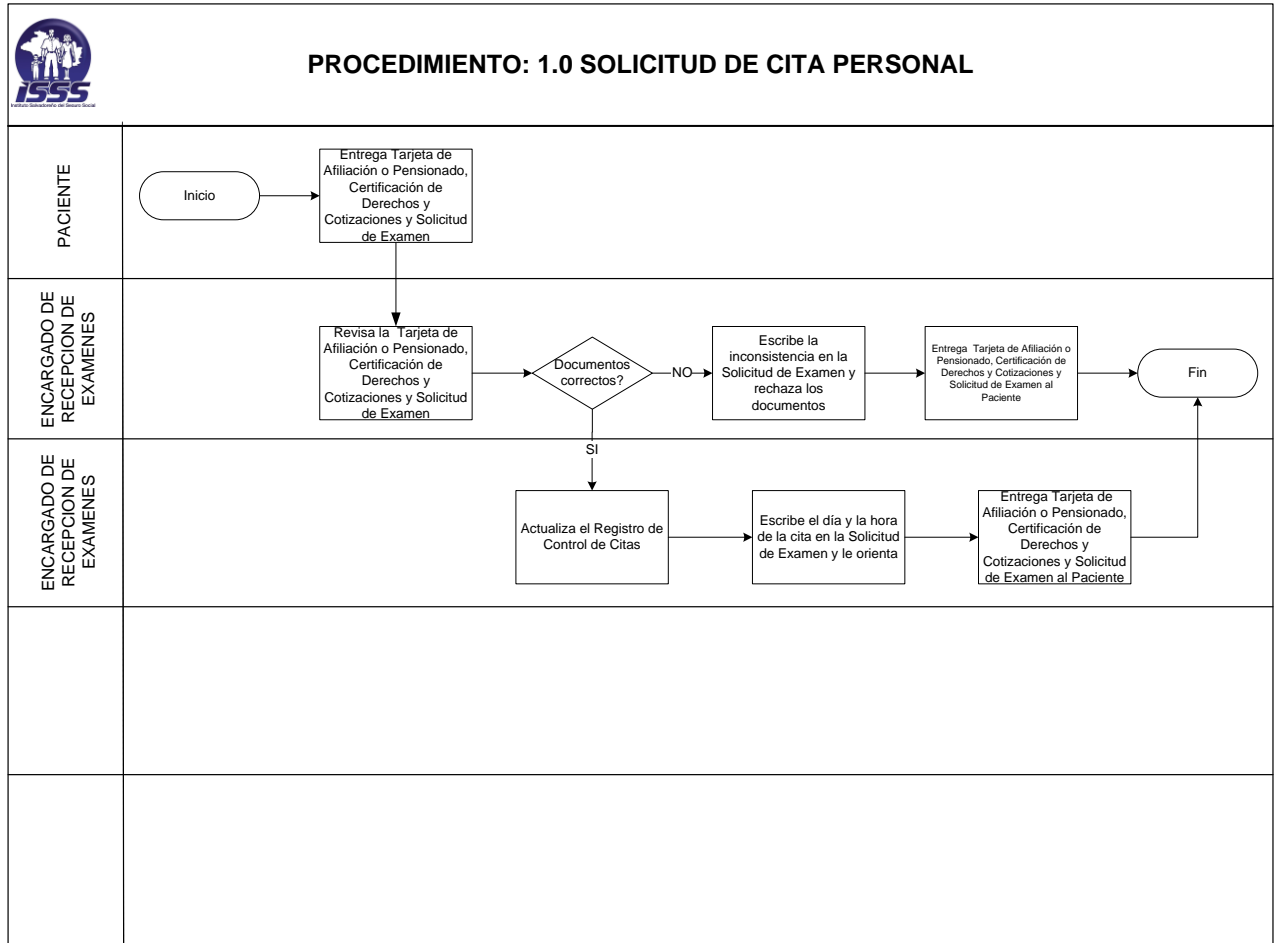 ISSS
Instituto Salvadoreño del Seguro Social
PROCEDIMIENTO: 1.0 SOLICITUD DE CITA PERSONAL
PACIENTE
Inicio
Entrega Tarjeta de
Afiliación o Pensionado,
Certificación de
Derechos y
Cotizaciones y Solicitud
de Examen
ENCARGADO DE
RECEPCION DE
EXAMENES
Revisa la Tarjeta de
Afiliación o Pensionado,
Certificación de
Derechos y
Cotizaciones y Solicitud
de Examen
Documentos
correctos?
NO
Escribe la
inconsistencia en la
Solicitud de Examen y
rechaza los
documentos
Entrega Tarjeta de Afiliación o
Pensionado, Certificación de
Derechos y Cotizaciones y
Solicitud de Examen al
Paciente
Fin
SI
ENCARGADO DE
RECEPCION DE
EXAMENES
Actualiza el Registro de
Control de Citas
Escribe el día y la hora
de la cita en la Solicitud
de Examen y le orienta
Entrega Tarjeta de
Afiliación o Pensionado,
Certificación de
Derechos y
Cotizaciones y Solicitud
de Examen al Paciente